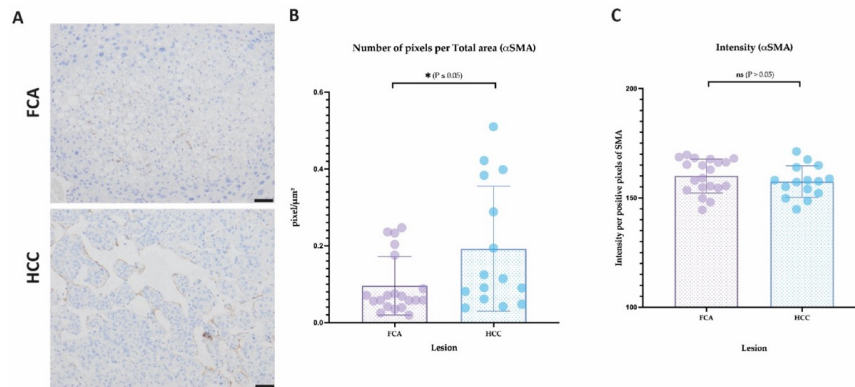 A
FCA
HCC
B
Number of pixels per Total area (αSMA)
* (P ≤ 0.05)
pixel/μm²
0.6
0.4
0.2
0.0
FCA HCC
Lesion
C
Intensity (αSMA)
ns (P > 0.05)
Intensity per positive pixels of SMA
200
150
100
FCA HCC
Lesion